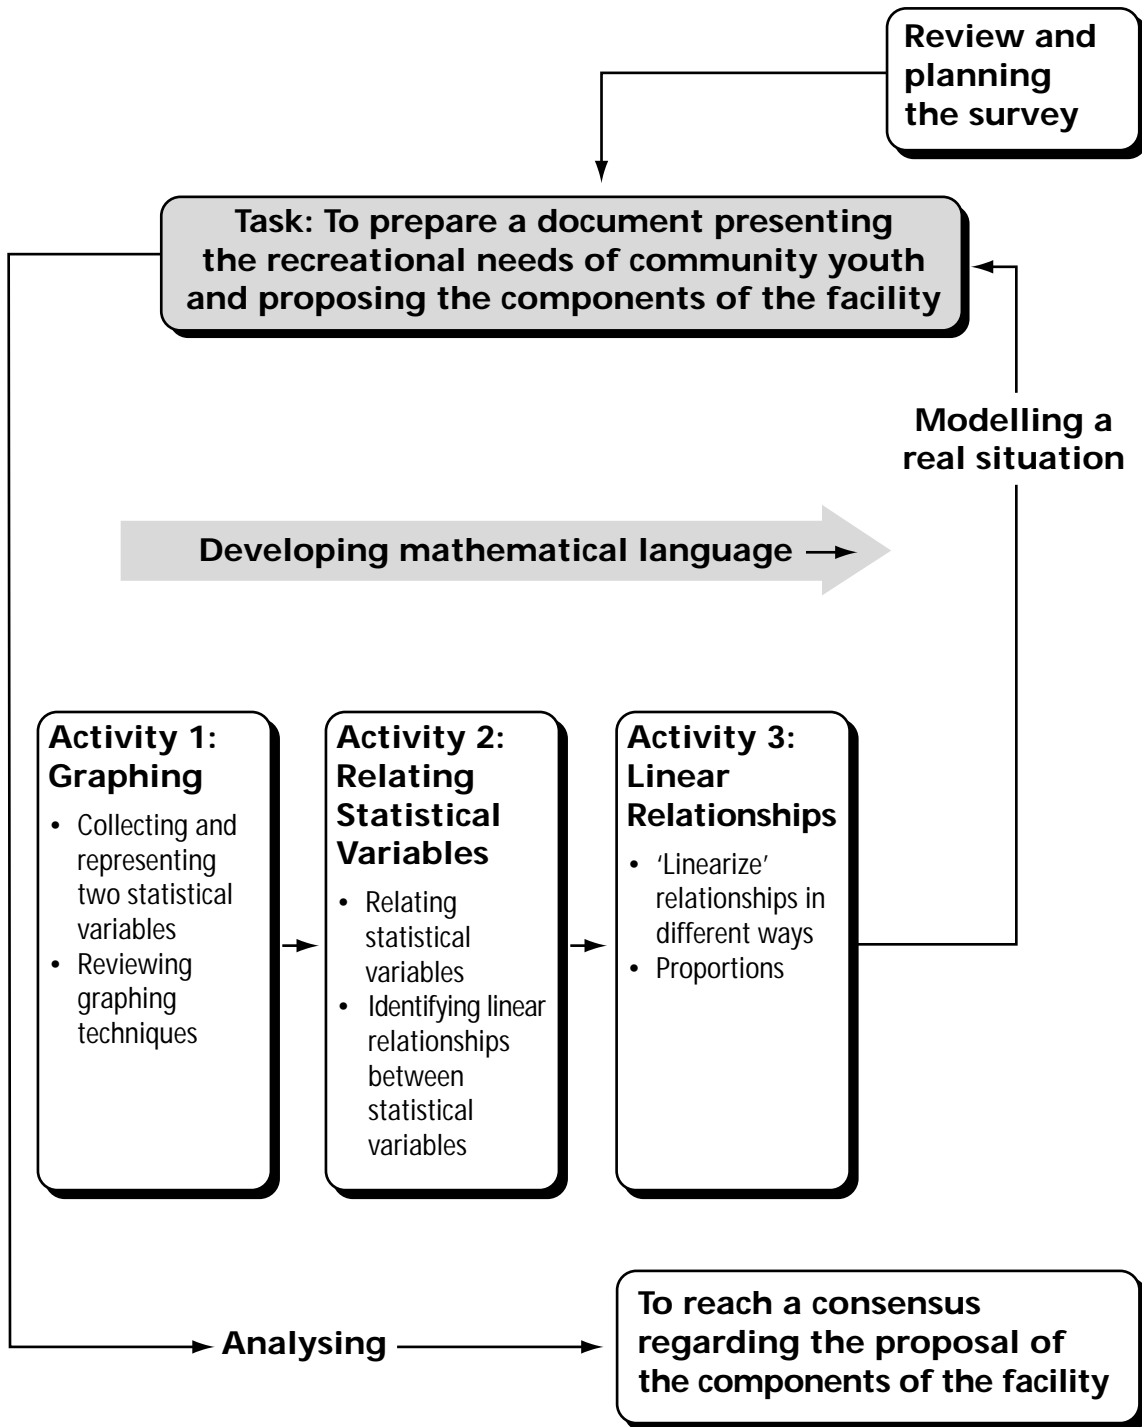 Review and
planning
the survey
Task: To prepare a document presenting
the recreational needs of community youth
and proposing the components of the facility
Modelling a
real situation
Developing mathematical language
Activity 1:
Graphing
• Collecting and
representing
two statistical
variables
• Reviewing
graphing
techniques
Activity 2:
Relating
Statistical
Variables
• Relating
statistical
variables
• Identifying linear
relationships
between
statistical
variables
Activity 3:
Linear
Relationships
• 'Linearize'
relationships in
different ways
• Proportions
Analysing
To reach a consensus
regarding the proposal of
the components of the facility